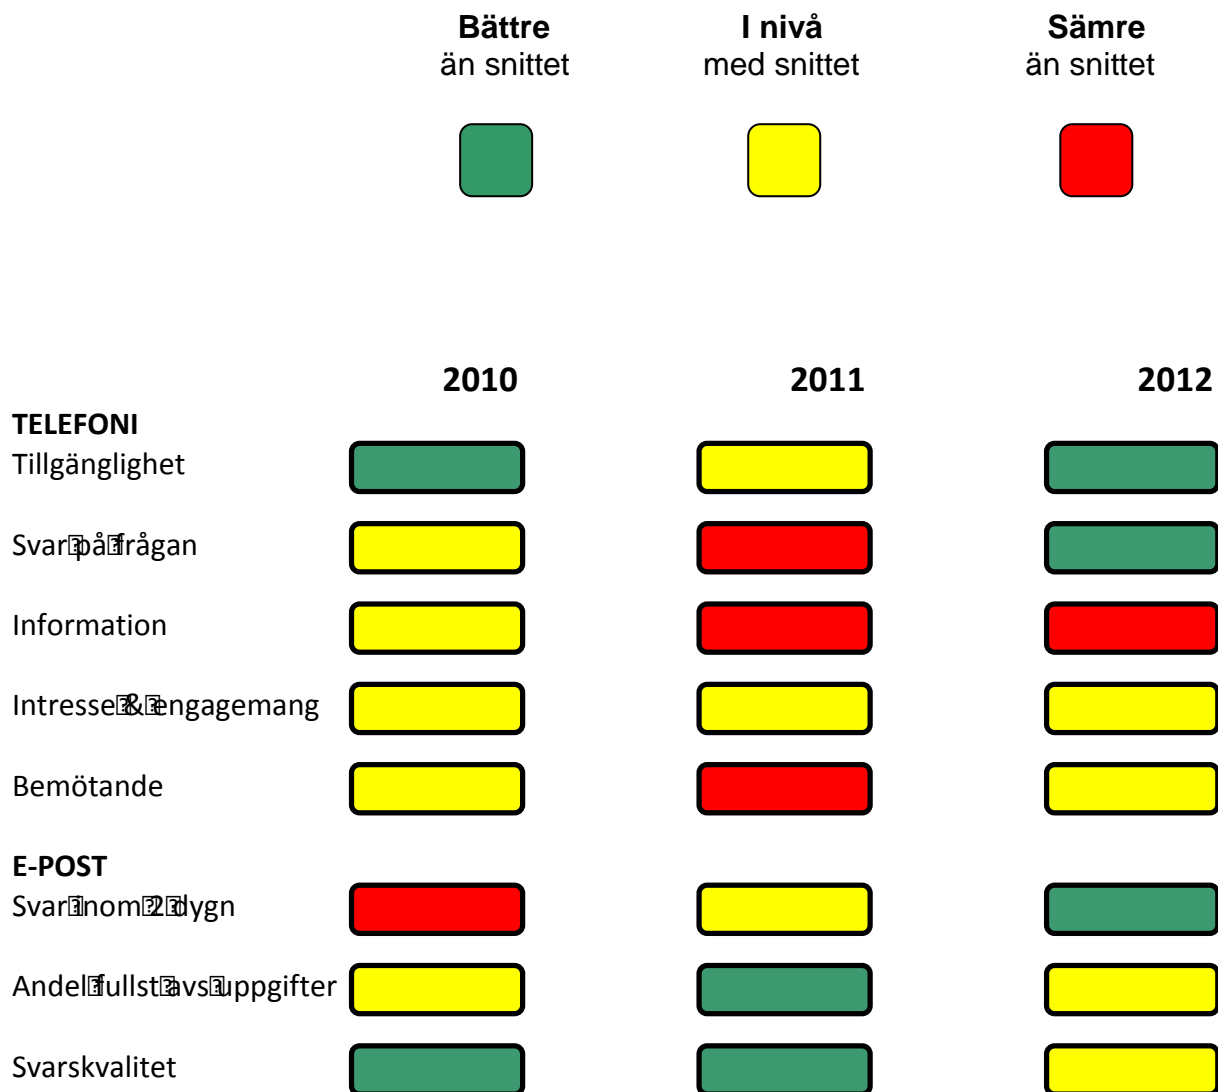 Bättre
än snittet
I nivå
med snittet
Sämre
än snittet
2010 2011 2012
TELEFONI
Tillgänglighet
Svar på frågan
Information
Intresse & engagemang
Bemötande
E-POST
Svar inom 2 dygn
Andel fullst avs uppgifter
Svarskvalitet